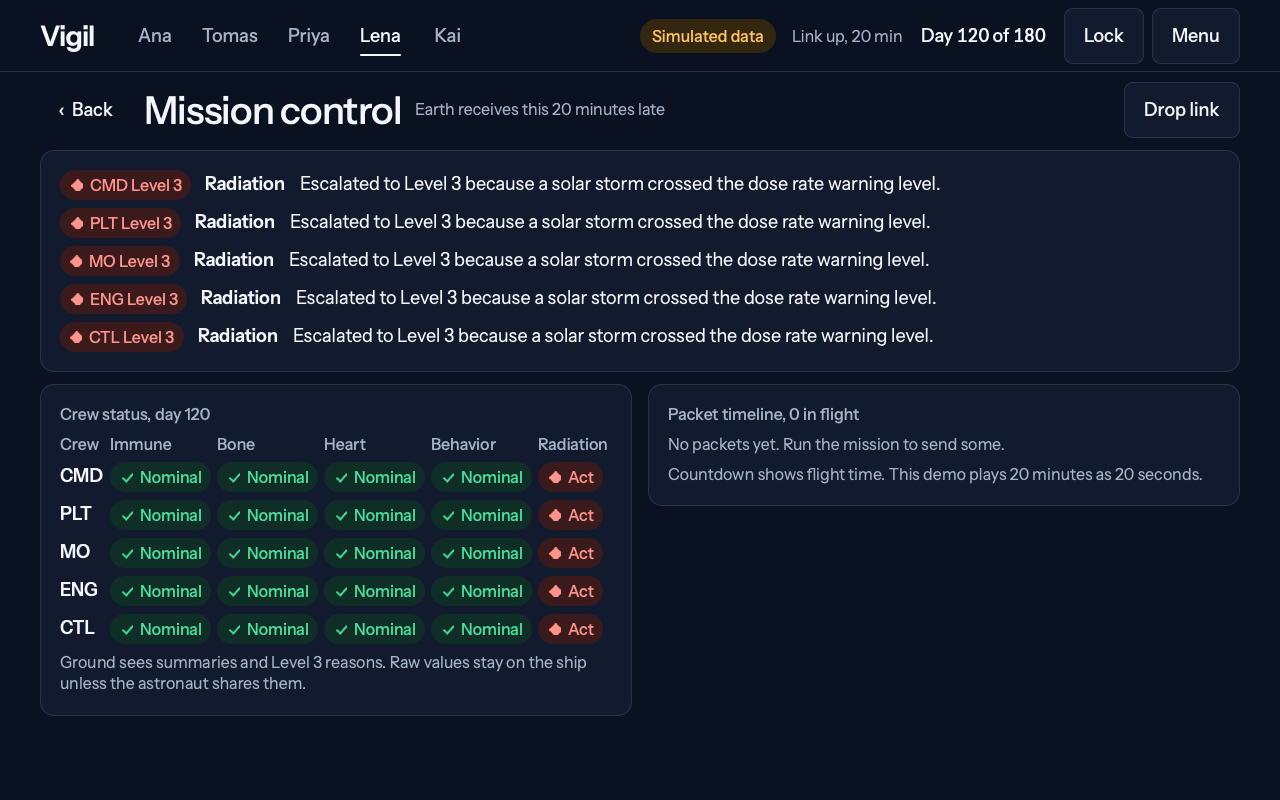 Vigil Ana Tomas Priya Lena Kai Simulated data Link up, 20 min Day 120 of 180 Lock Menu
‹ Back Mission control Earth receives this 20 minutes late Drop link
CMD Level 3 Radiation Escalated to Level 3 because a solar storm crossed the dose rate warning level.
PLT Level 3 Radiation Escalated to Level 3 because a solar storm crossed the dose rate warning level.
MO Level 3 Radiation Escalated to Level 3 because a solar storm crossed the dose rate warning level.
ENG Level 3 Radiation Escalated to Level 3 because a solar storm crossed the dose rate warning level.
CTL Level 3 Radiation Escalated to Level 3 because a solar storm crossed the dose rate warning level.
Crew status, day 120
Crew Immune Bone Heart Behavior Radiation
CMD Nominal Nominal Nominal Nominal Act
PLT Nominal Nominal Nominal Nominal Act
MO Nominal Nominal Nominal Nominal Act
ENG Nominal Nominal Nominal Nominal Act
CTL Nominal Nominal Nominal Nominal Act
Ground sees summaries and Level 3 reasons. Raw values stay on the ship
unless the astronaut shares them.
Packet timeline, 0 in flight
No packets yet. Run the mission to send some.
Countdown shows flight time. This demo plays 20 minutes as 20 seconds.